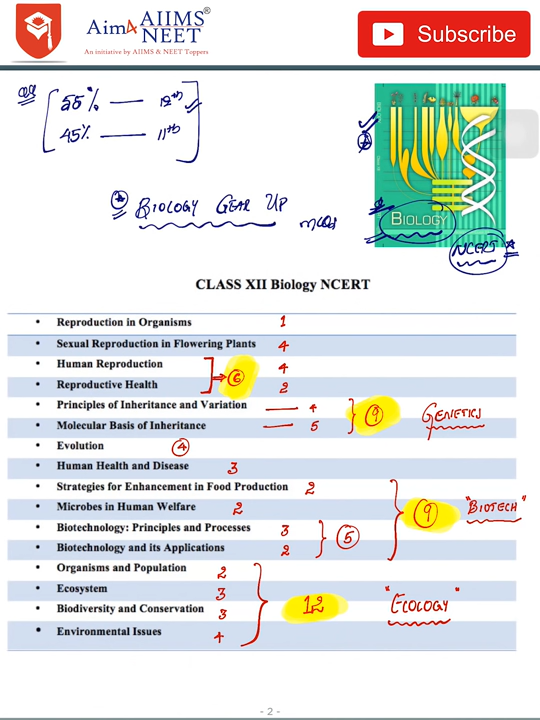 Aim4 AIIMS® NEET
An initiative by AIIMS & NEET Toppers
Subscribe
55% — 12th
45% — 11th
BIOLOGY GEAR UP
MCQs
BIOLOGY
NCERT
CLASS XII Biology NCERT
• Reproduction in Organisms 1
• Sexual Reproduction in Flowering Plants 4
• Human Reproduction 4
6
• Reproductive Health 2
• Principles of Inheritance and Variation — 4
9 GENETICS
• Molecular Basis of Inheritance — 5
• Evolution 4
• Human Health and Disease 3
• Strategies for Enhancement in Food Production 2
• Microbes in Human Welfare 2
9 "BIOTECH"
• Biotechnology: Principles and Processes 3
5
• Biotechnology and its Applications 2
• Organisms and Population 2
• Ecosystem 3
12 "ECOLOGY"
• Biodiversity and Conservation 3
• Environmental Issues 4
- 2 -